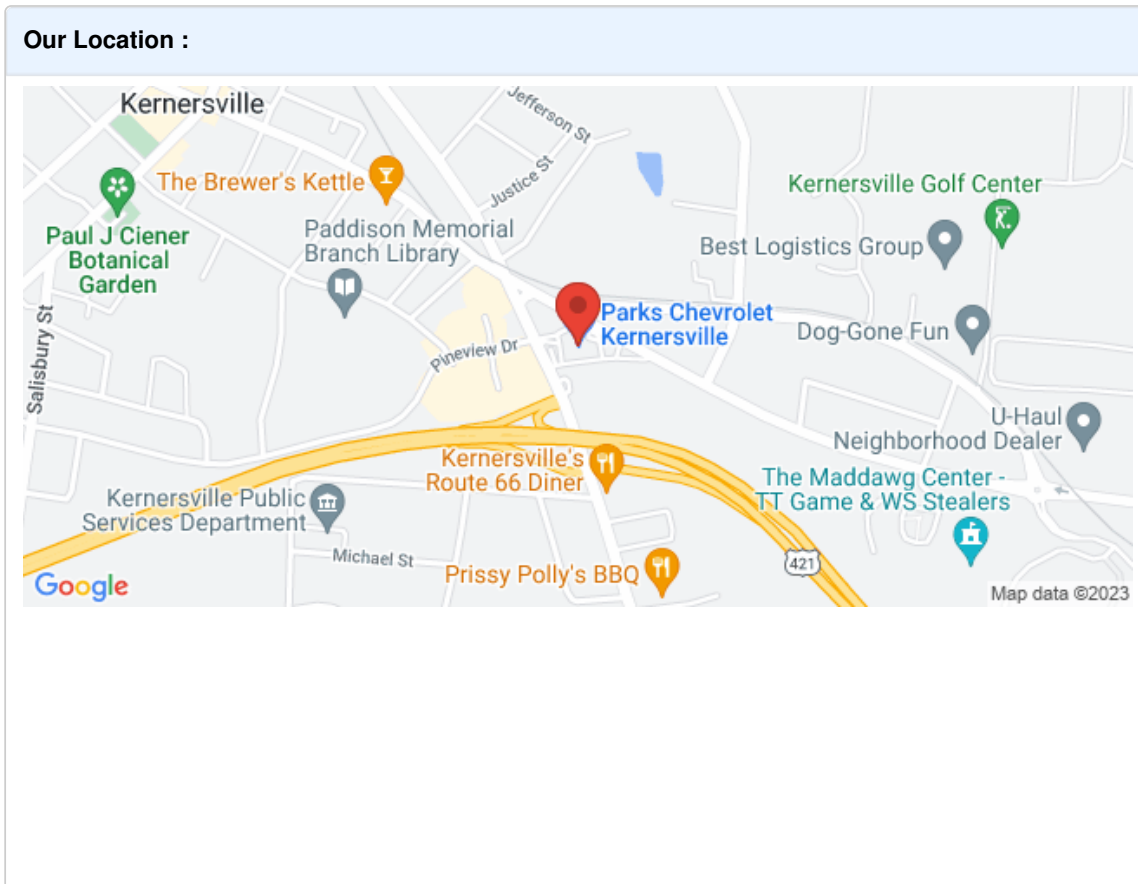 Our Location :
Kernersville
Jefferson St
The Brewer's Kettle
Justice St
Kernersville Golf Center
Paul J Ciener
Botanical
Garden
Paddison Memorial
Branch Library
Best Logistics Group
Salisbury St
Parks Chevrolet
Kernersville
Dog-Gone Fun
Pineview Dr
U-Haul
Neighborhood Dealer
Kernersville's
Route 66 Diner
The Maddawg Center -
TT Game & WS Stealers
Kernersville Public
Services Department
Michael St
Prissy Polly's BBQ
421
Google
Map data ©2023